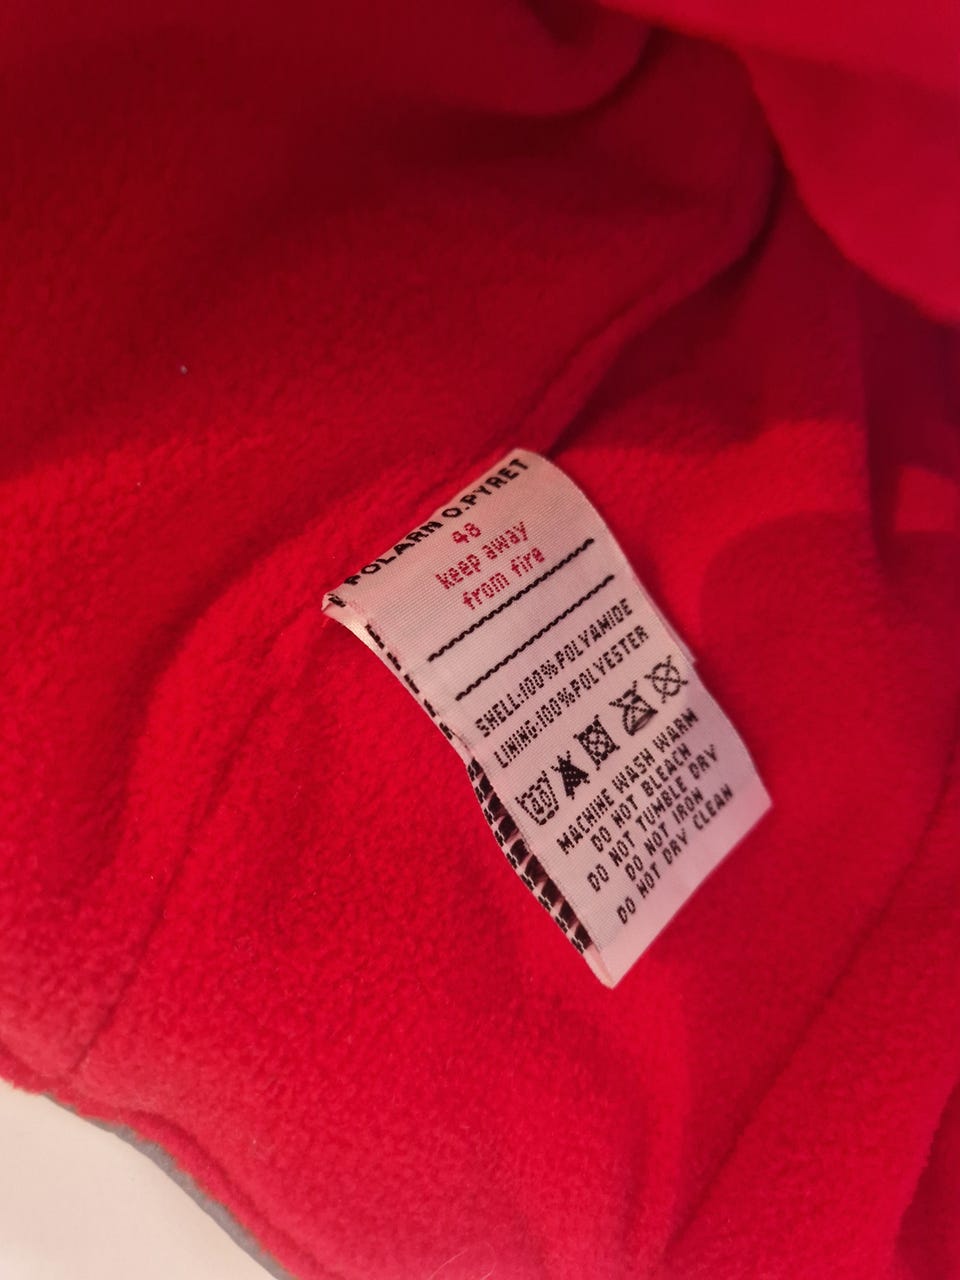 POLARN O.PYRET
48
keep away
from fire
SHELL:100%POLYAMIDE
LINING:100%POLYESTER
40
MACHINE WASH WARM
DO NOT BLEACH
DO NOT TUMBLE DRY
DO NOT IRON
DO NOT DRY CLEAN